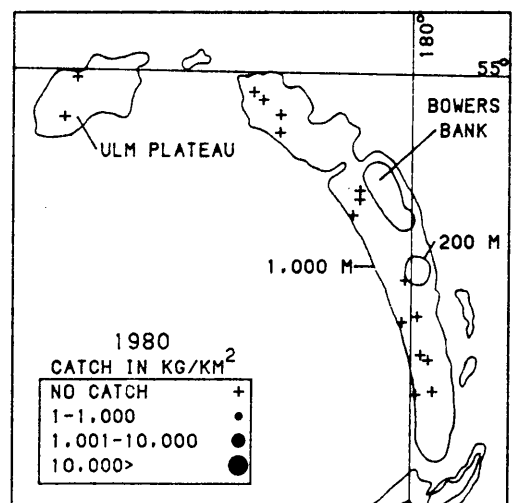 180°
55°
BOWERS
BANK
ULM PLATEAU
200 M
1,000 M
1980
CATCH IN KG/KM2
NO CATCH +
1-1,000
1,001-10,000
10,000>